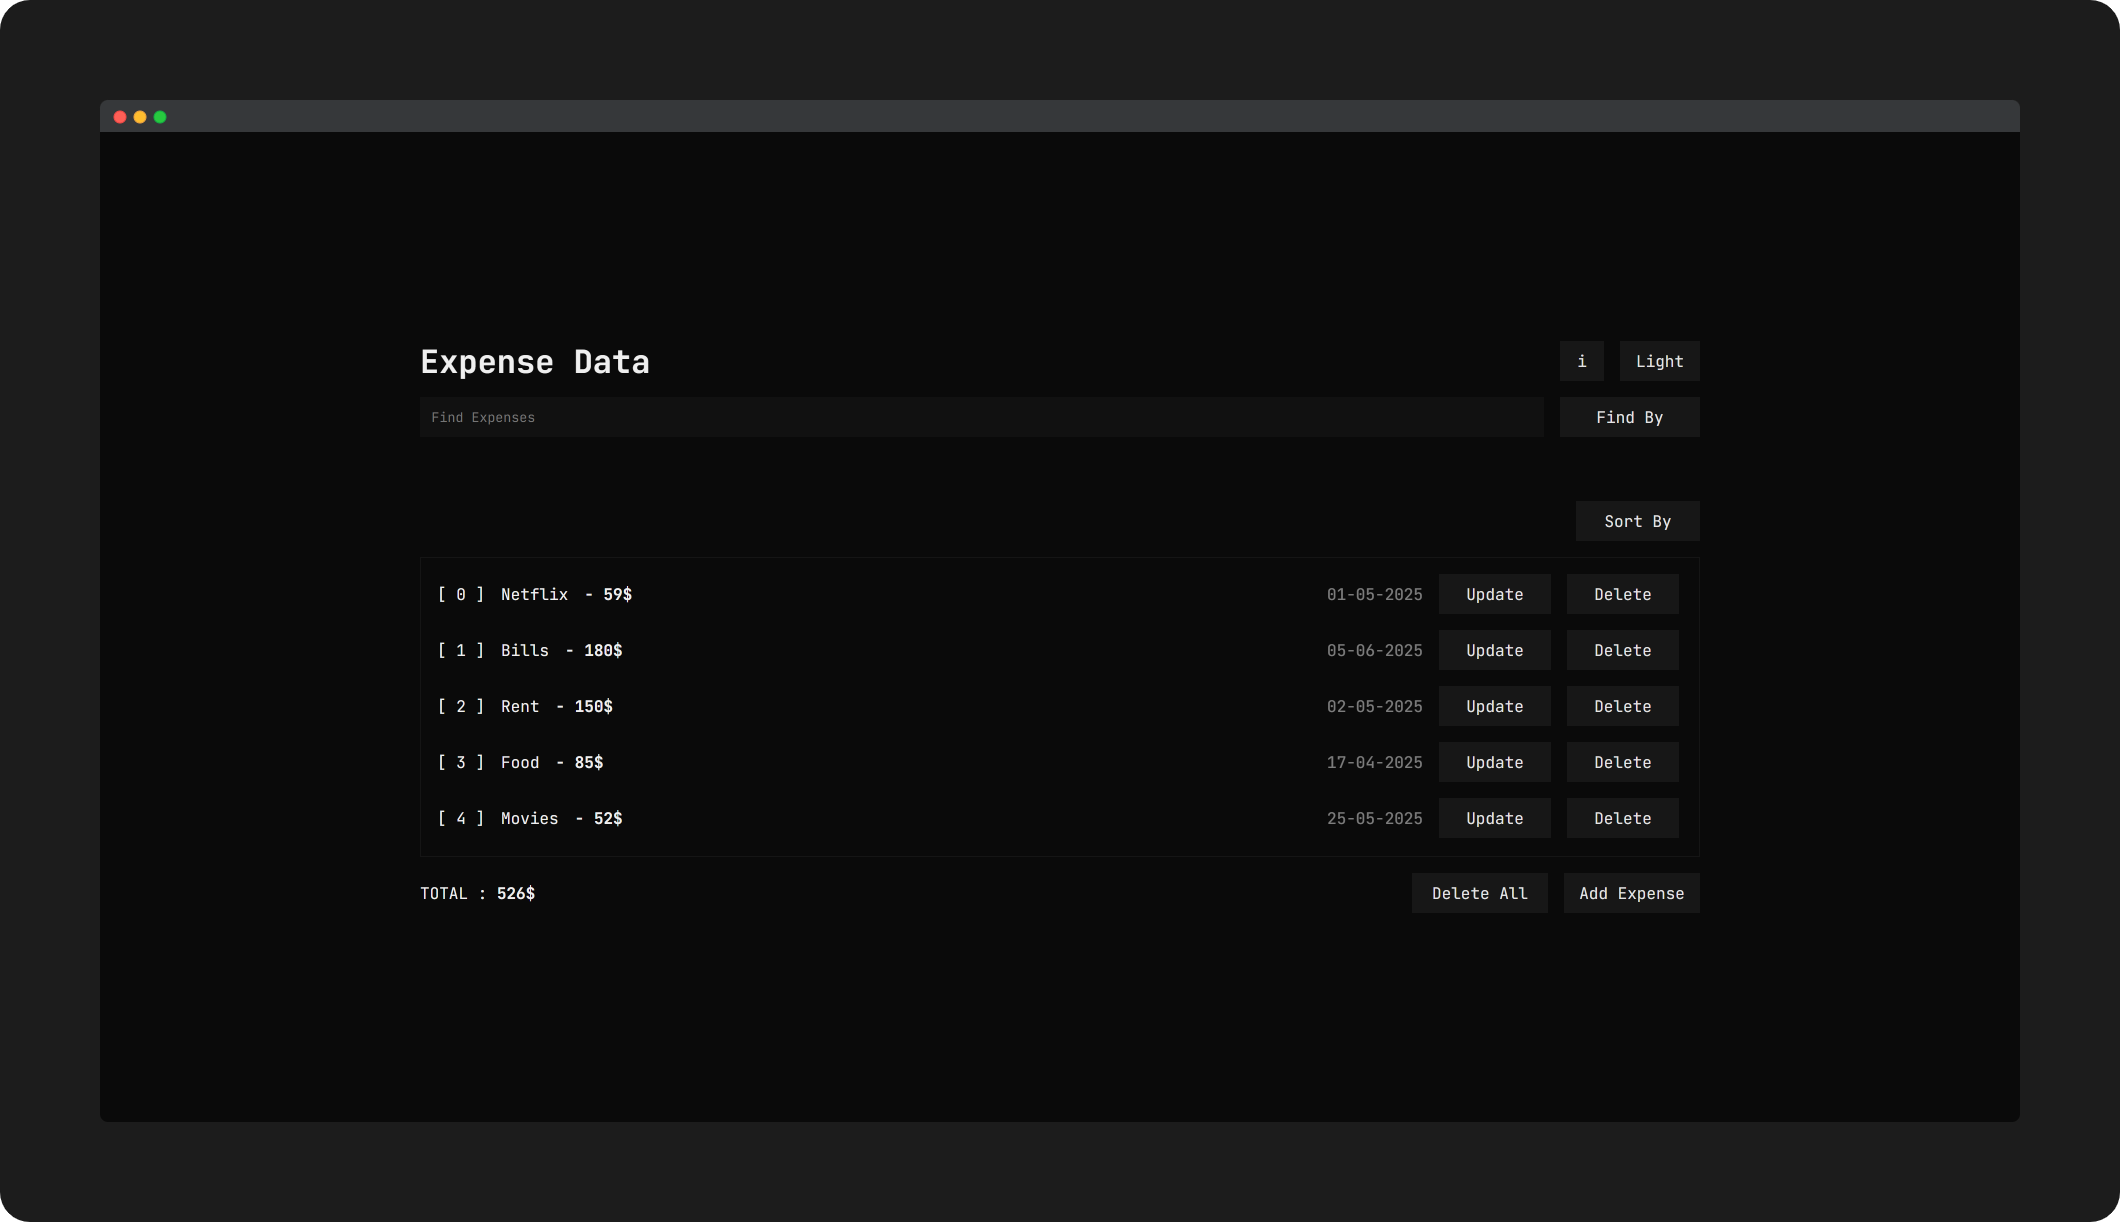 Expense Data i Light
Find Expenses Find By
Sort By
[ 0 ] Netflix - 59$ 01-05-2025 Update Delete
[ 1 ] Bills - 180$ 05-06-2025 Update Delete
[ 2 ] Rent - 150$ 02-05-2025 Update Delete
[ 3 ] Food - 85$ 17-04-2025 Update Delete
[ 4 ] Movies - 52$ 25-05-2025 Update Delete
TOTAL : 526$ Delete All Add Expense